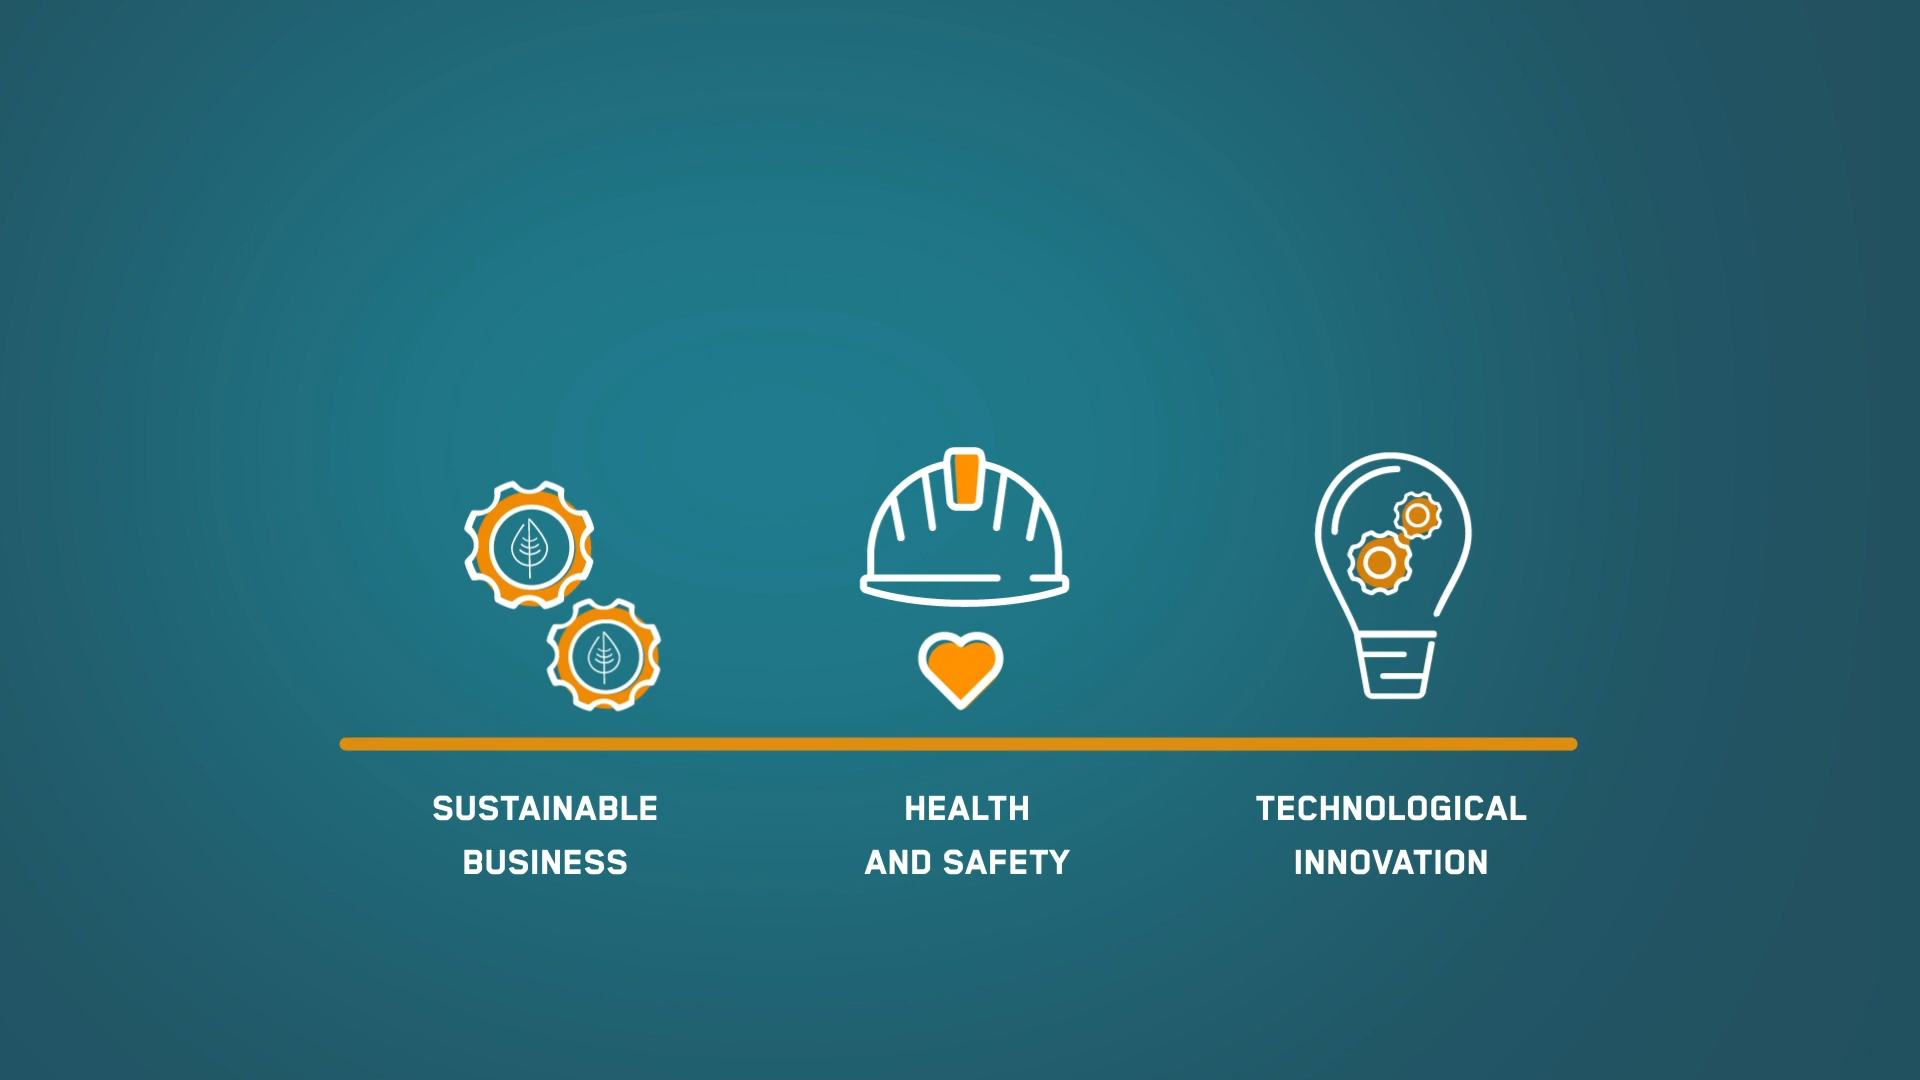 SUSTAINABLE
BUSINESS
HEALTH
AND SAFETY
TECHNOLOGICAL
INNOVATION